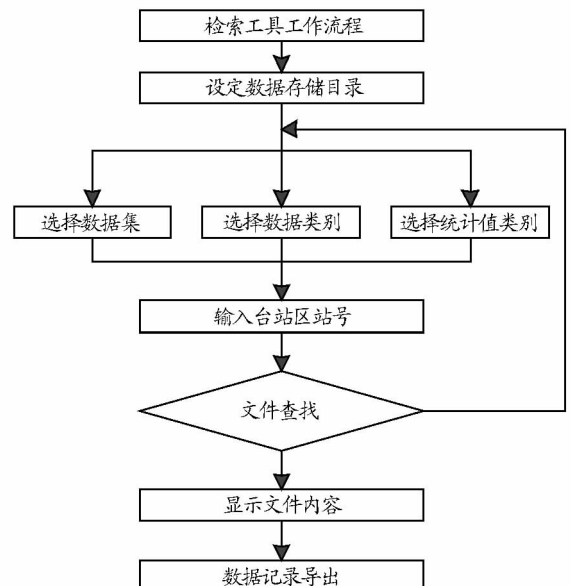 检索工具工作流程
设定数据存储目录
选择数据集
选择数据类别
选择统计值类别
输入台站区站号
文件查找
显示文件内容
数据记录导出